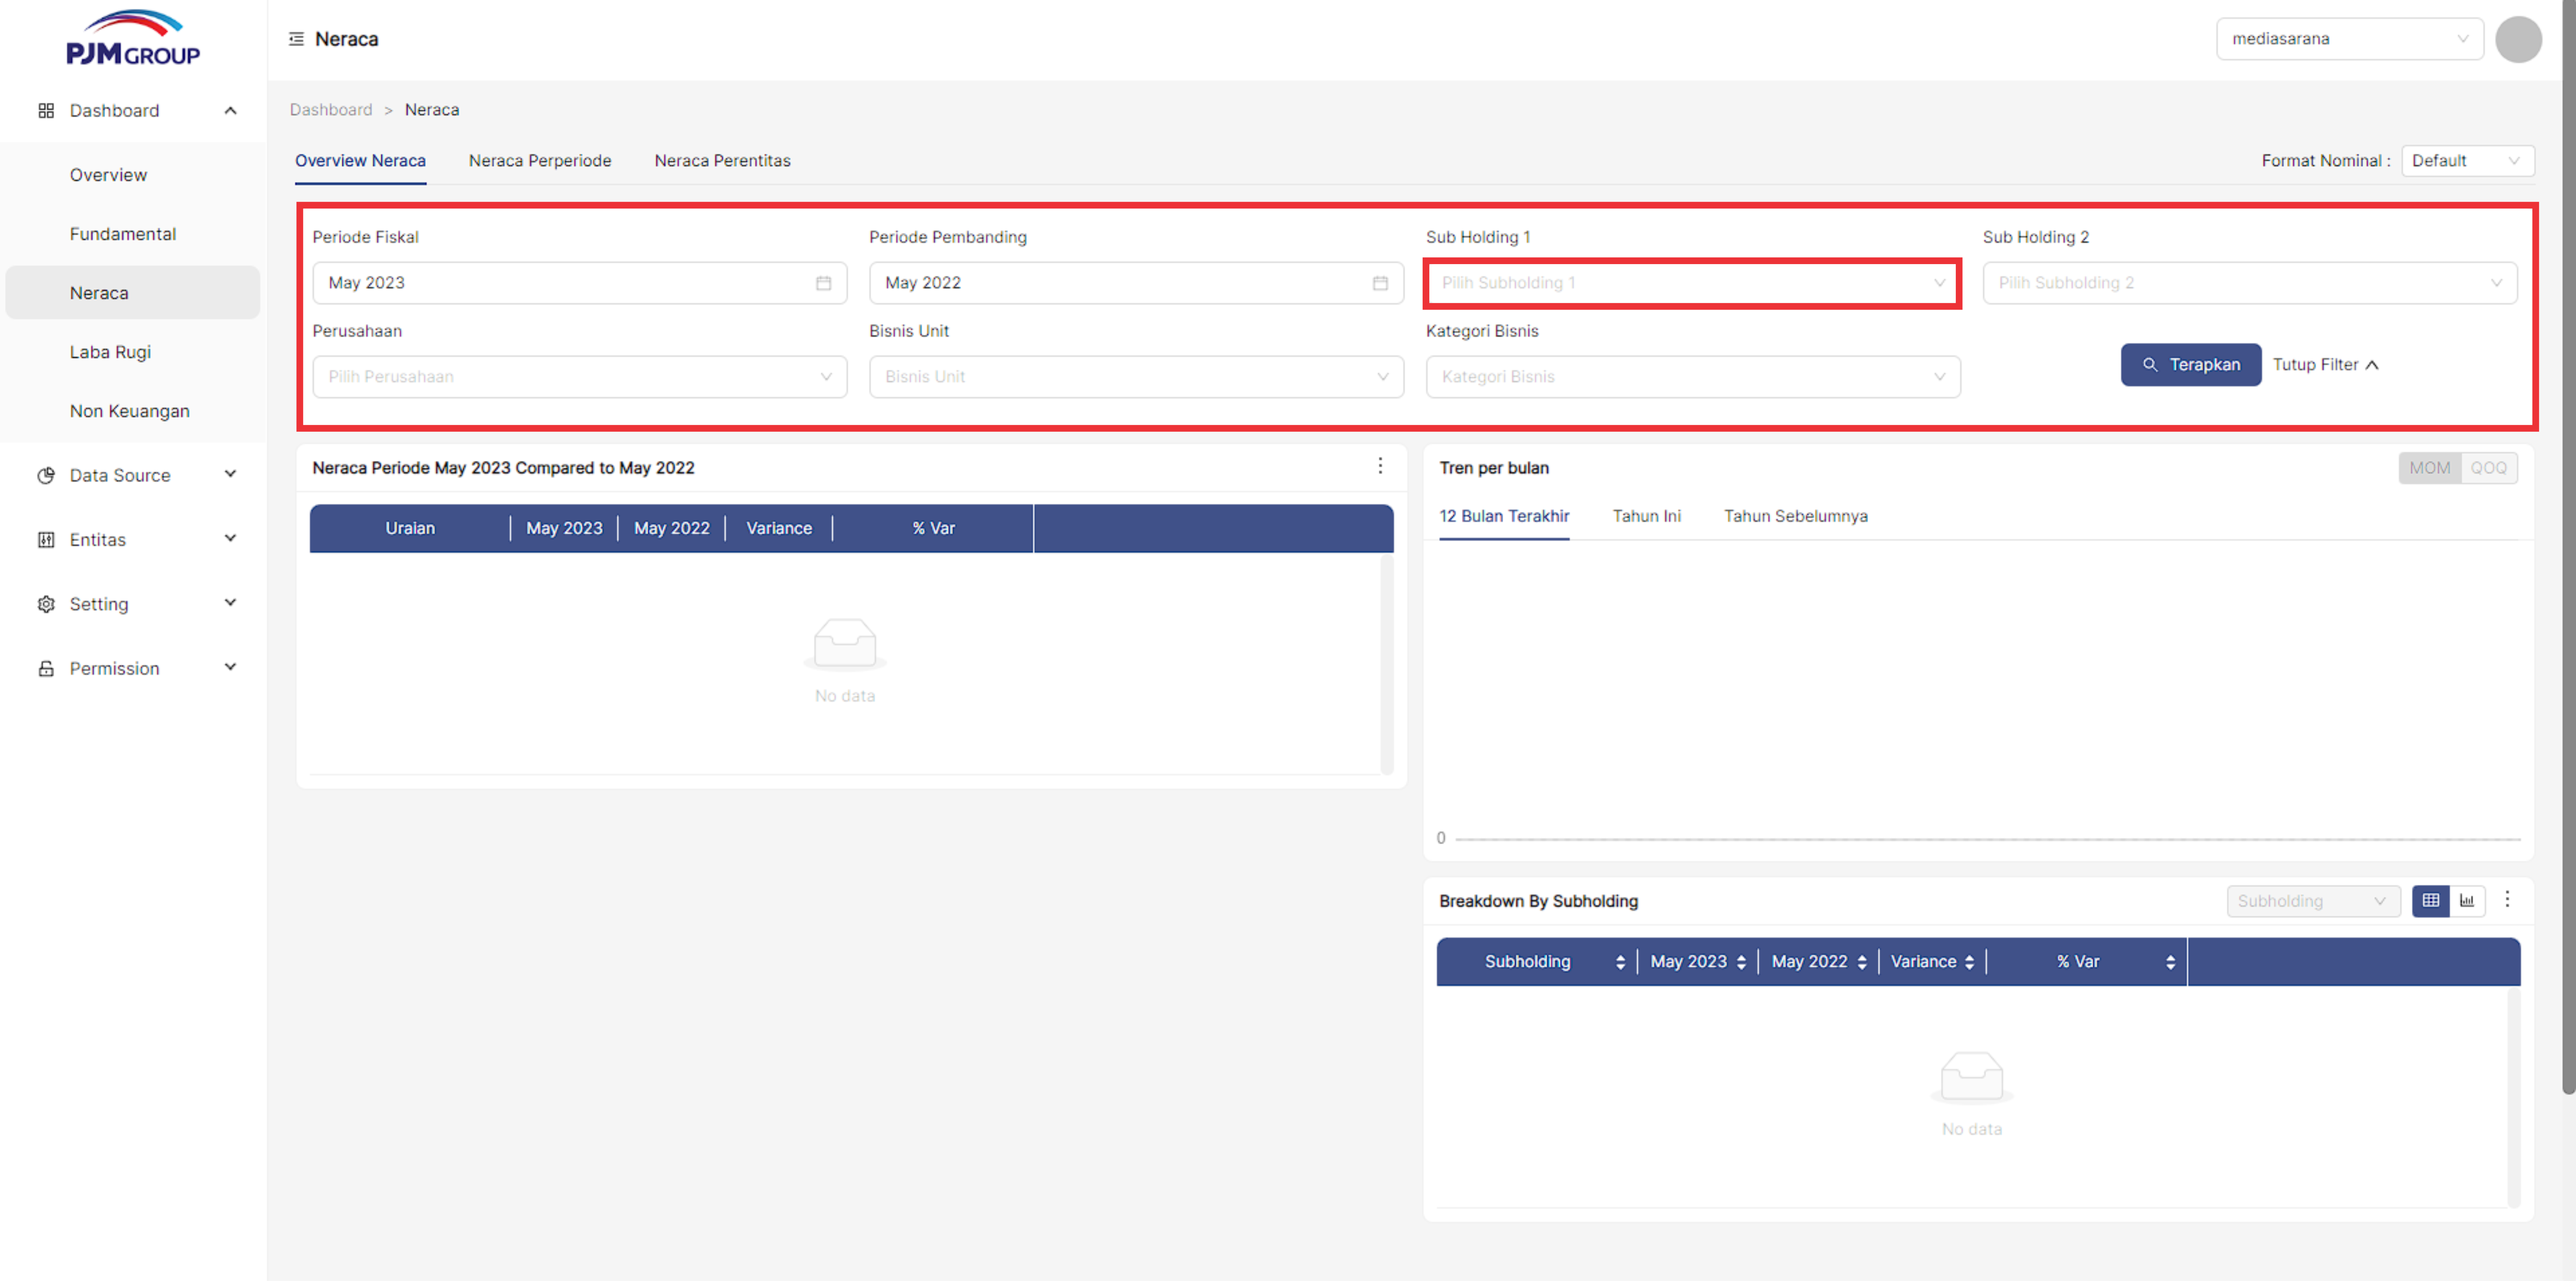 PJM GROUP
Neraca
mediasarana
Dashboard
Overview
Fundamental
Neraca
Laba Rugi
Non Keuangan
Data Source
Entitas
Setting
Permission
Dashboard > Neraca
Overview Neraca Neraca Perperiode Neraca Perentitas
Format Nominal : Default
Periode Fiskal Periode Pembanding Sub Holding 1 Sub Holding 2
May 2023 May 2022 Pilih Subholding 1 Pilih Subholding 2
Perusahaan Bisnis Unit Kategori Bisnis
Pilih Perusahaan Bisnis Unit Kategori Bisnis
Terapkan Tutup Filter
Neraca Periode May 2023 Compared to May 2022
Uraian May 2023 May 2022 Variance % Var
No data
Tren per bulan
MOM QOQ
12 Bulan Terakhir Tahun Ini Tahun Sebelumnya
0
Breakdown By Subholding
Subholding
Subholding May 2023 May 2022 Variance % Var
No data